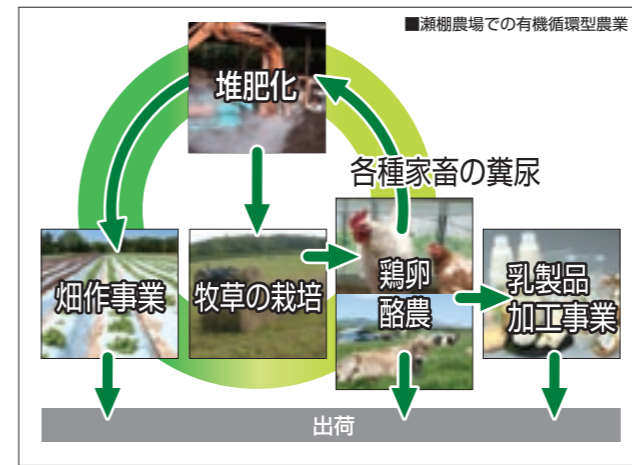 ■瀬棚農場での有機循環型農業
堆肥化
各種家畜の糞尿
畑作事業
牧草の栽培
鶏卵
酪農
乳製品
加工事業
出荷